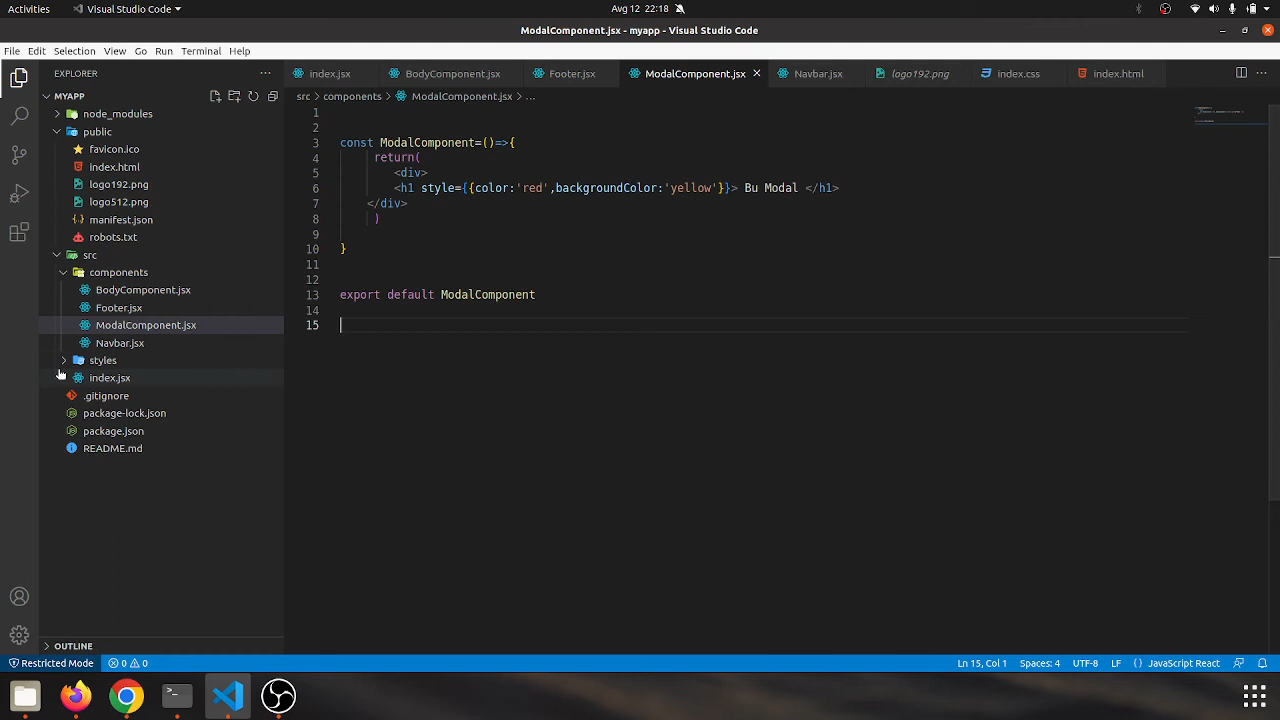 Activities
Visual Studio Code
Avg 12 22:18
ModalComponent.jsx - myapp - Visual Studio Code
File Edit Selection View Go Run Terminal Help
EXPLORER
MYAPP
node_modules
public
favicon.ico
index.html
logo192.png
logo512.png
manifest.json
robots.txt
src
components
BodyComponent.jsx
Footer.jsx
ModalComponent.jsx
Navbar.jsx
styles
index.jsx
.gitignore
package-lock.json
package.json
README.md
OUTLINE
index.jsx BodyComponent.jsx Footer.jsx ModalComponent.jsx Navbar.jsx logo192.png index.css index.html
src > components > ModalComponent.jsx > ...
1
2
3 const ModalComponent=()=>{
4 return(
5 <div>
6 <h1 style={{color:'red',backgroundColor:'yellow'}}> Bu Modal </h1>
7 </div>
8 )
9
10 }
11
12
13 export default ModalComponent
14
15
Restricted Mode 0 0 Ln 15, Col 1 Spaces: 4 UTF-8 LF JavaScript React